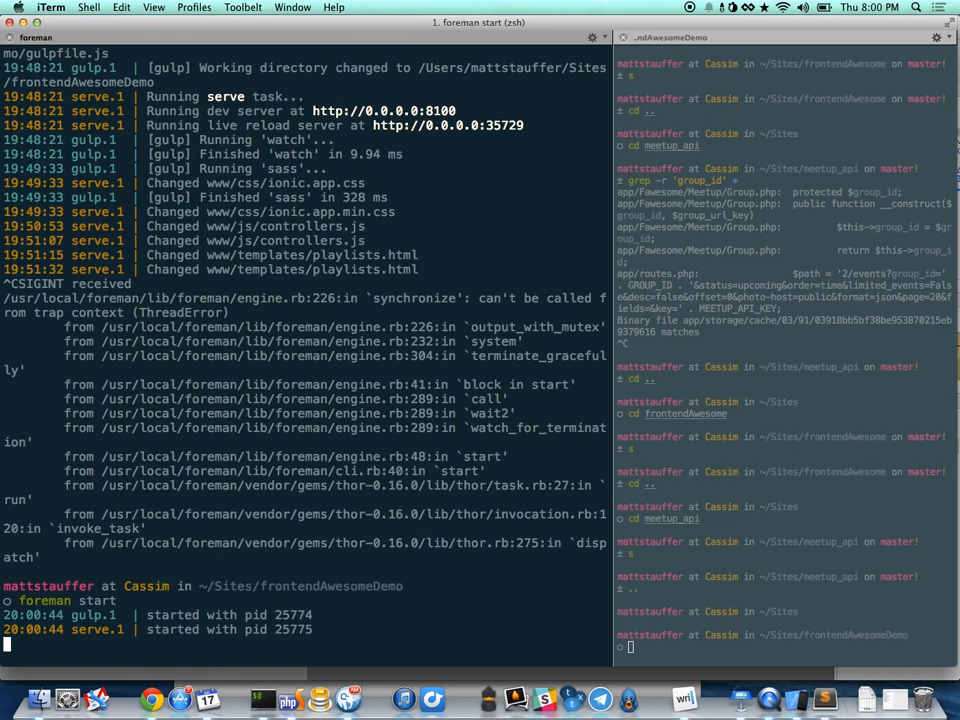 iTerm Shell Edit View Profiles Toolbelt Window Help Thu 8:00 PM
1. foreman start (zsh)
foreman
..ndAwesomeDemo
mo/gulpfile.js
19:48:21 gulp.1 | [gulp] Working directory changed to /Users/mattstauffer/Sites
/frontendAwesomeDemo
19:48:21 serve.1 | Running serve task...
19:48:21 serve.1 | Running dev server at http://0.0.0.0:8100
19:48:21 serve.1 | Running live reload server at http://0.0.0.0:35729
19:48:21 gulp.1 | [gulp] Running 'watch'...
19:48:21 gulp.1 | [gulp] Finished 'watch' in 9.94 ms
19:49:33 gulp.1 | [gulp] Running 'sass'...
19:49:33 serve.1 | Changed www/css/ionic.app.css
19:49:33 gulp.1 | [gulp] Finished 'sass' in 328 ms
19:49:33 serve.1 | Changed www/css/ionic.app.min.css
19:50:53 serve.1 | Changed www/js/controllers.js
19:51:07 serve.1 | Changed www/js/controllers.js
19:51:15 serve.1 | Changed www/templates/playlists.html
19:51:32 serve.1 | Changed www/templates/playlists.html
^CSIGINT received
/usr/local/foreman/lib/foreman/engine.rb:226:in `synchronize': can't be called f
rom trap context (ThreadError)
from /usr/local/foreman/lib/foreman/engine.rb:226:in `output_with_mutex'
from /usr/local/foreman/lib/foreman/engine.rb:232:in `system'
from /usr/local/foreman/lib/foreman/engine.rb:304:in `terminate_graceful
ly'
from /usr/local/foreman/lib/foreman/engine.rb:41:in `block in start'
from /usr/local/foreman/lib/foreman/engine.rb:289:in `call'
from /usr/local/foreman/lib/foreman/engine.rb:289:in `wait2'
from /usr/local/foreman/lib/foreman/engine.rb:289:in `watch_for_terminat
ion'
from /usr/local/foreman/lib/foreman/engine.rb:48:in `start'
from /usr/local/foreman/lib/foreman/cli.rb:40:in `start'
from /usr/local/foreman/vendor/gems/thor-0.16.0/lib/thor/task.rb:27:in `
run'
from /usr/local/foreman/vendor/gems/thor-0.16.0/lib/thor/invocation.rb:1
20:in `invoke_task'
from /usr/local/foreman/vendor/gems/thor-0.16.0/lib/thor.rb:275:in `disp
atch'
mattstauffer at Cassim in ~/Sites/frontendAwesomeDemo
○ foreman start
20:00:44 gulp.1 | started with pid 25774
20:00:44 serve.1 | started with pid 25775
mattstauffer at Cassim in ~/Sites/frontendAwesome on master!
± s
mattstauffer at Cassim in ~/Sites/frontendAwesome on master!
± cd ..
mattstauffer at Cassim in ~/Sites
○ cd meetup_api
mattstauffer at Cassim in ~/Sites/meetup_api on master!
± grep -r 'group_id' *
app/Fawesome/Meetup/Group.php: protected $group_id;
app/Fawesome/Meetup/Group.php: public function __construct($
group_id, $group_url_key)
app/Fawesome/Meetup/Group.php: $this->group_id = $gr
oup_id;
app/Fawesome/Meetup/Group.php: return $this->group_i
d;
app/routes.php: $path = '2/events?group_id='
. GROUP_ID . '&status=upcoming&order=time&limited_events=Fals
e&desc=false&offset=0&photo-host=public&format=json&page=20&f
ields=&key=' . MEETUP_API_KEY;
Binary file app/storage/cache/03/91/03918bb5bf38be953870215eb
9379616 matches
^C
mattstauffer at Cassim in ~/Sites/meetup_api on master!
± cd ..
mattstauffer at Cassim in ~/Sites
○ cd frontendAwesome
mattstauffer at Cassim in ~/Sites/frontendAwesome on master!
± s
mattstauffer at Cassim in ~/Sites/frontendAwesome on master!
± cd ..
mattstauffer at Cassim in ~/Sites
○ cd meetup_api
mattstauffer at Cassim in ~/Sites/meetup_api on master!
± s
mattstauffer at Cassim in ~/Sites/meetup_api on master!
± ..
mattstauffer at Cassim in ~/Sites
mattstauffer at Cassim in ~/Sites/frontendAwesomeDemo
○
php
17
writ